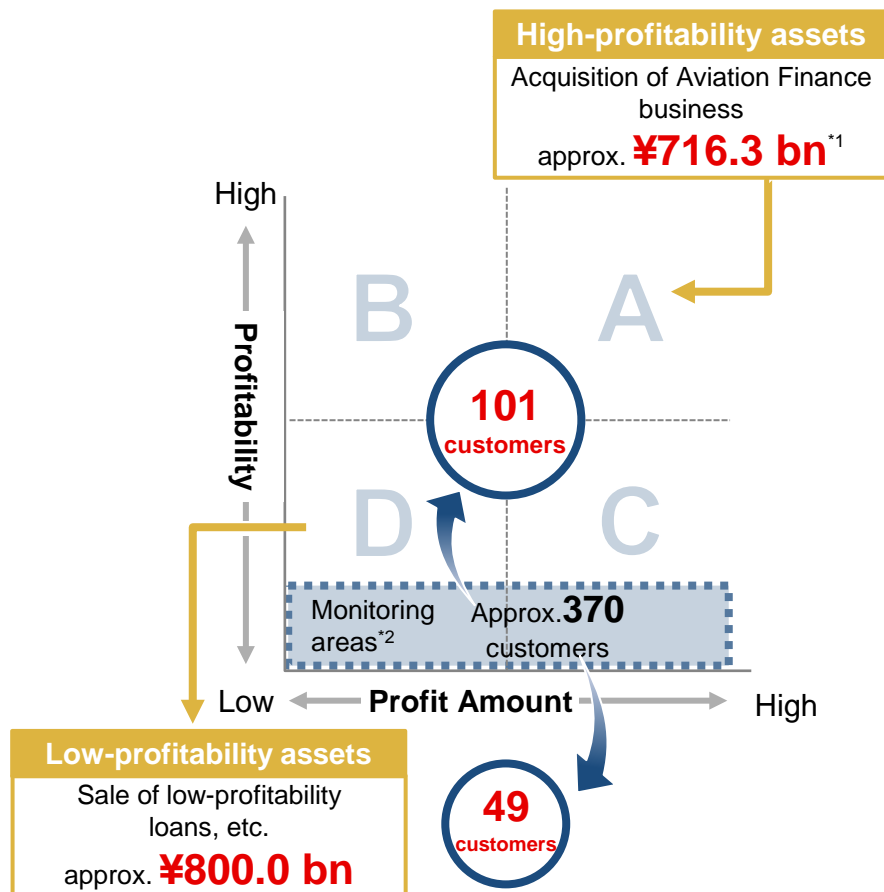 High-profitability assets
Acquisition of Aviation Finance
business
approx. ¥716.3 bn*1
High
B
A
Profitability
101
customers
D
C
Monitoring
areas*2
Approx.370
customers
Low
Profit Amount
High
Low-profitability assets
Sale of low-profitability
loans, etc.
approx. ¥800.0 bn
49
customers